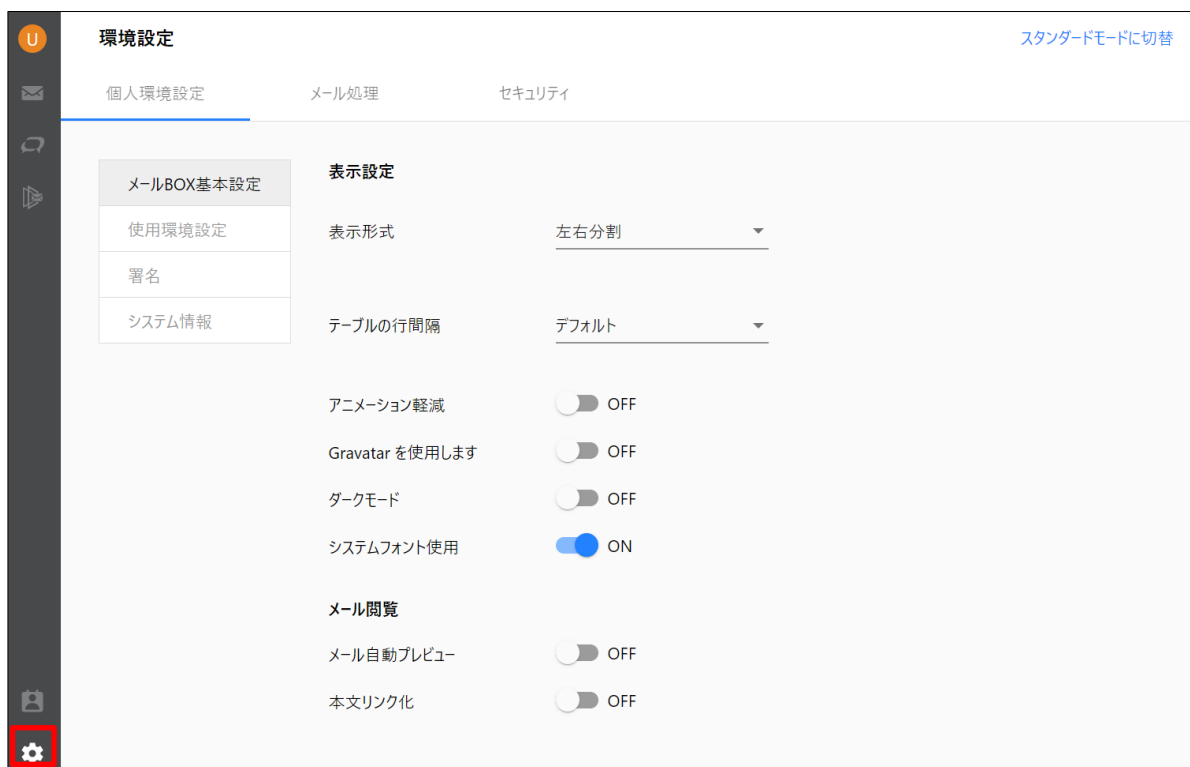 U
環境設定
スタンダードモードに切替
個人環境設定 メール処理 セキュリティ
メールBOX基本設定
使用環境設定
署名
システム情報
表示設定
表示形式 左右分割
テーブルの行間隔 デフォルト
アニメーション軽減 OFF
Gravatar を使用します OFF
ダークモード OFF
システムフォント使用 ON
メール閲覧
メール自動プレビュー OFF
本文リンク化 OFF